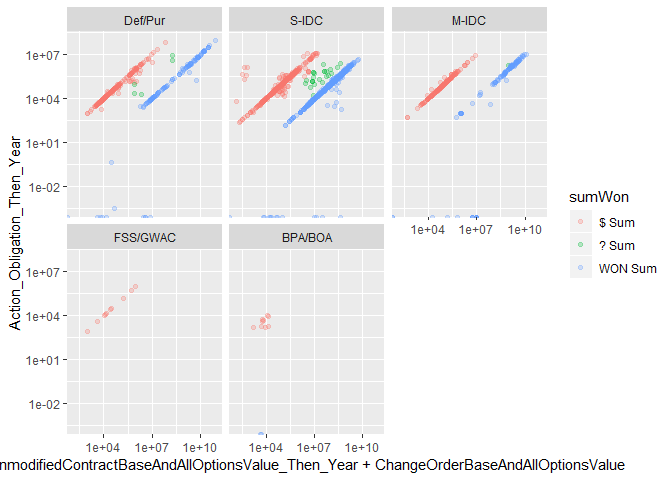 Def/Pur
S-IDC
M-IDC
1e+07
1e+04
1e+01
1e-02
1e+04
1e+07
1e+10
FSS/GWAC
BPA/BOA
1e+07
1e+04
1e+01
1e-02
1e+04
1e+07
1e+10
1e+04
1e+07
1e+10
Action_Obligation_Then_Year
nmodifiedContractBaseAndAllOptionsValue_Then_Year + ChangeOrderBaseAndAllOptionsValue
sumWon
$ Sum
? Sum
WON Sum